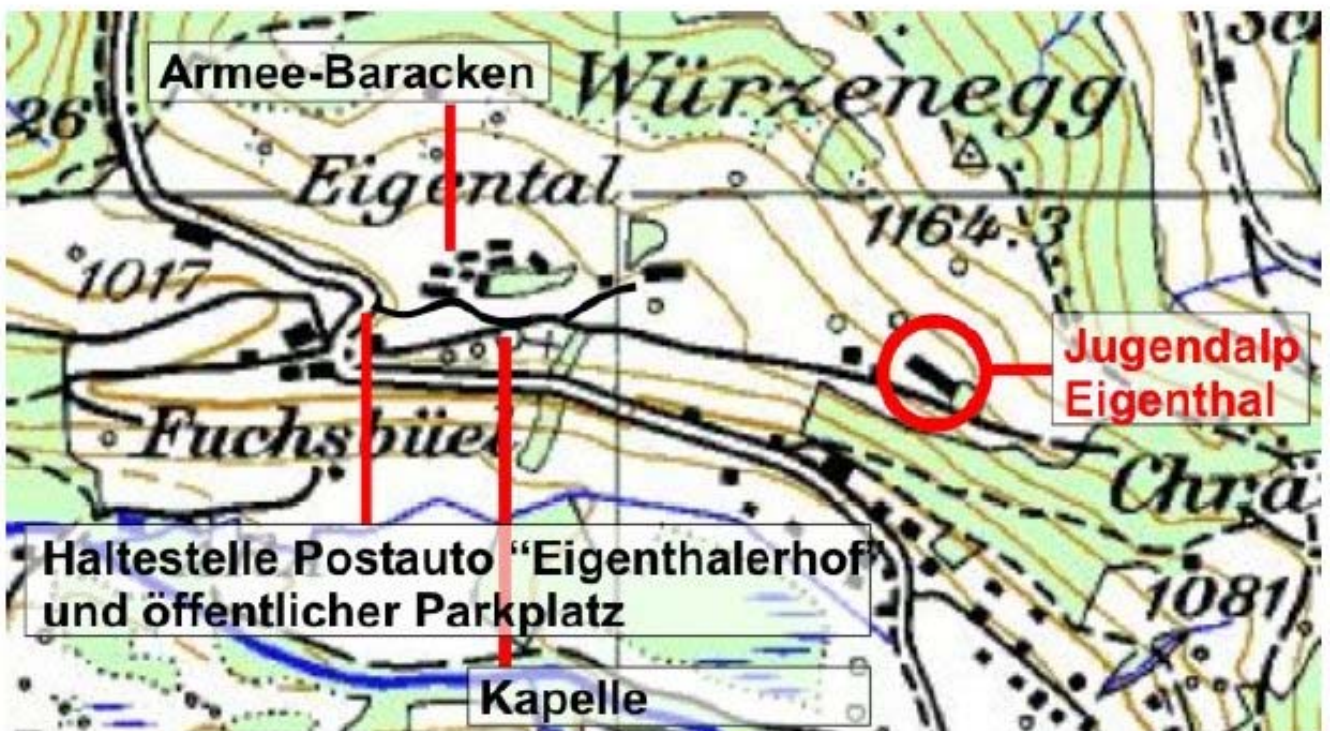 Armee-Baracken
Würzenegg
26
Eigental
1164.3
1017
Jugendalp
Eigenthal
Fuchsbüel
Chra
Haltestelle Postauto “Eigenthalerhof”
und öffentlicher Parkplatz
1081
Kapelle